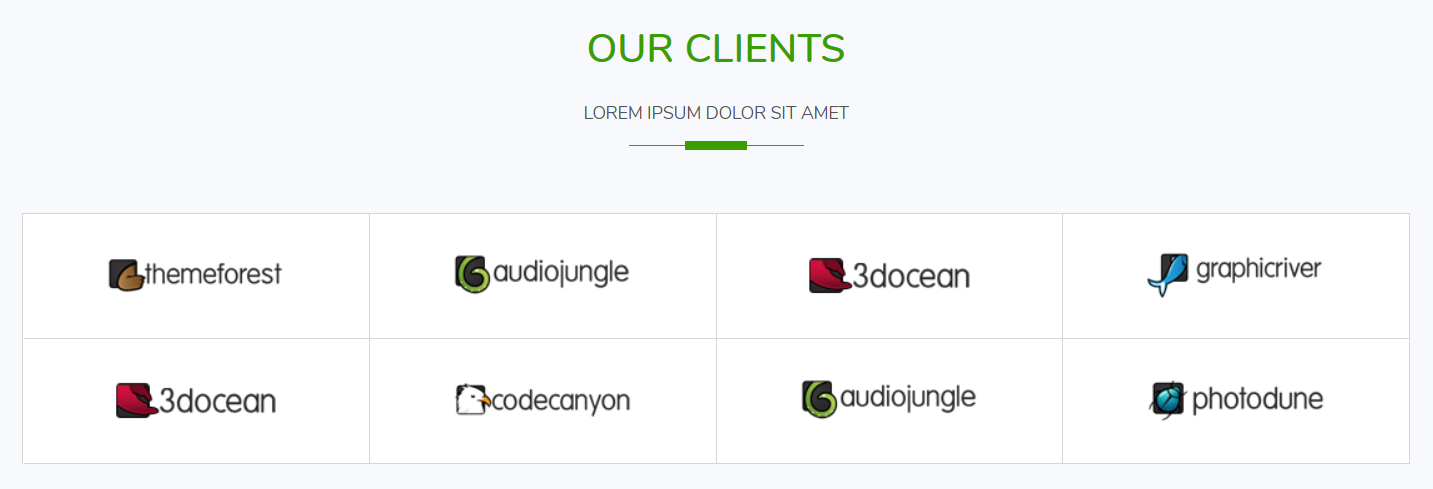 OUR CLIENTS
LOREM IPSUM DOLOR SIT AMET
themeforest
audiojungle
3docean
graphicriver
3docean
codecanyon
audiojungle
photodune